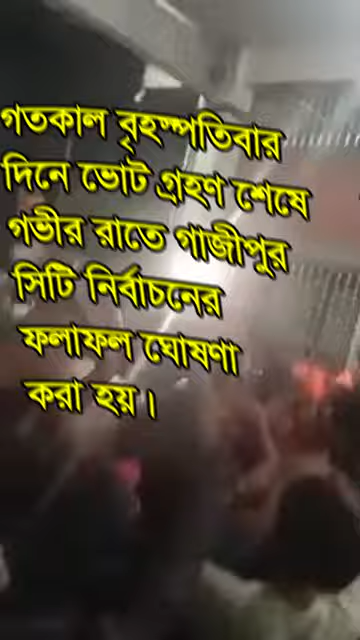 গতকাল বৃহস্পতিবার
দিনে ভোট গ্রহণ শেষে
গভীর রাতে গাজীপুর
সিটি নির্বাচনের
ফলাফল ঘোষণা
করা হয়।